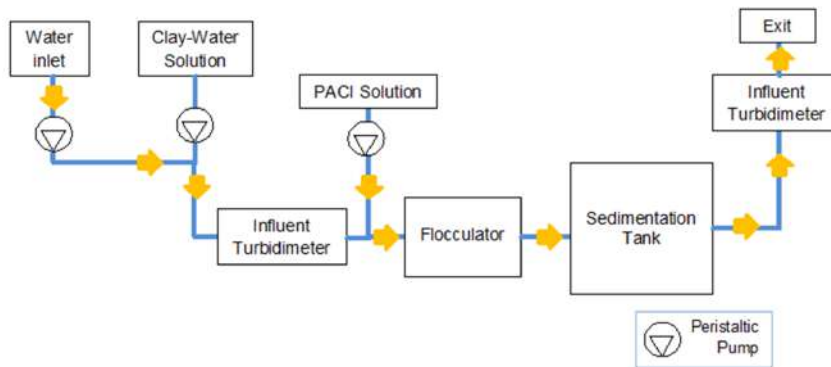 Water
inlet
Clay-Water
Solution
PACl Solution
Exit
Influent
Turbidimeter
Influent
Turbidimeter
Flocculator
Sedimentation
Tank
Peristaltic
Pump